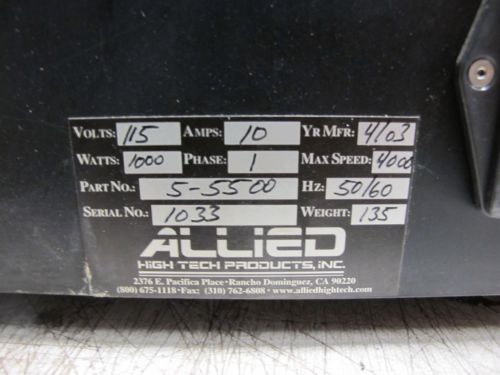 VOLTS: 115 AMPS: 10 YR MFR: 4/03
WATTS: 1000 PHASE: 1 MAX SPEED: 4000
PART NO.: 5-5500 HZ: 50/60
SERIAL NO.: 1033 WEIGHT: 135
ALLIED
HIGH TECH PRODUCTS, INC.
2376 E. Pacifica Place · Rancho Dominguez, CA 90220
(800) 675-1118 · Fax: (310) 762-6808 · www.alliedhightech.com